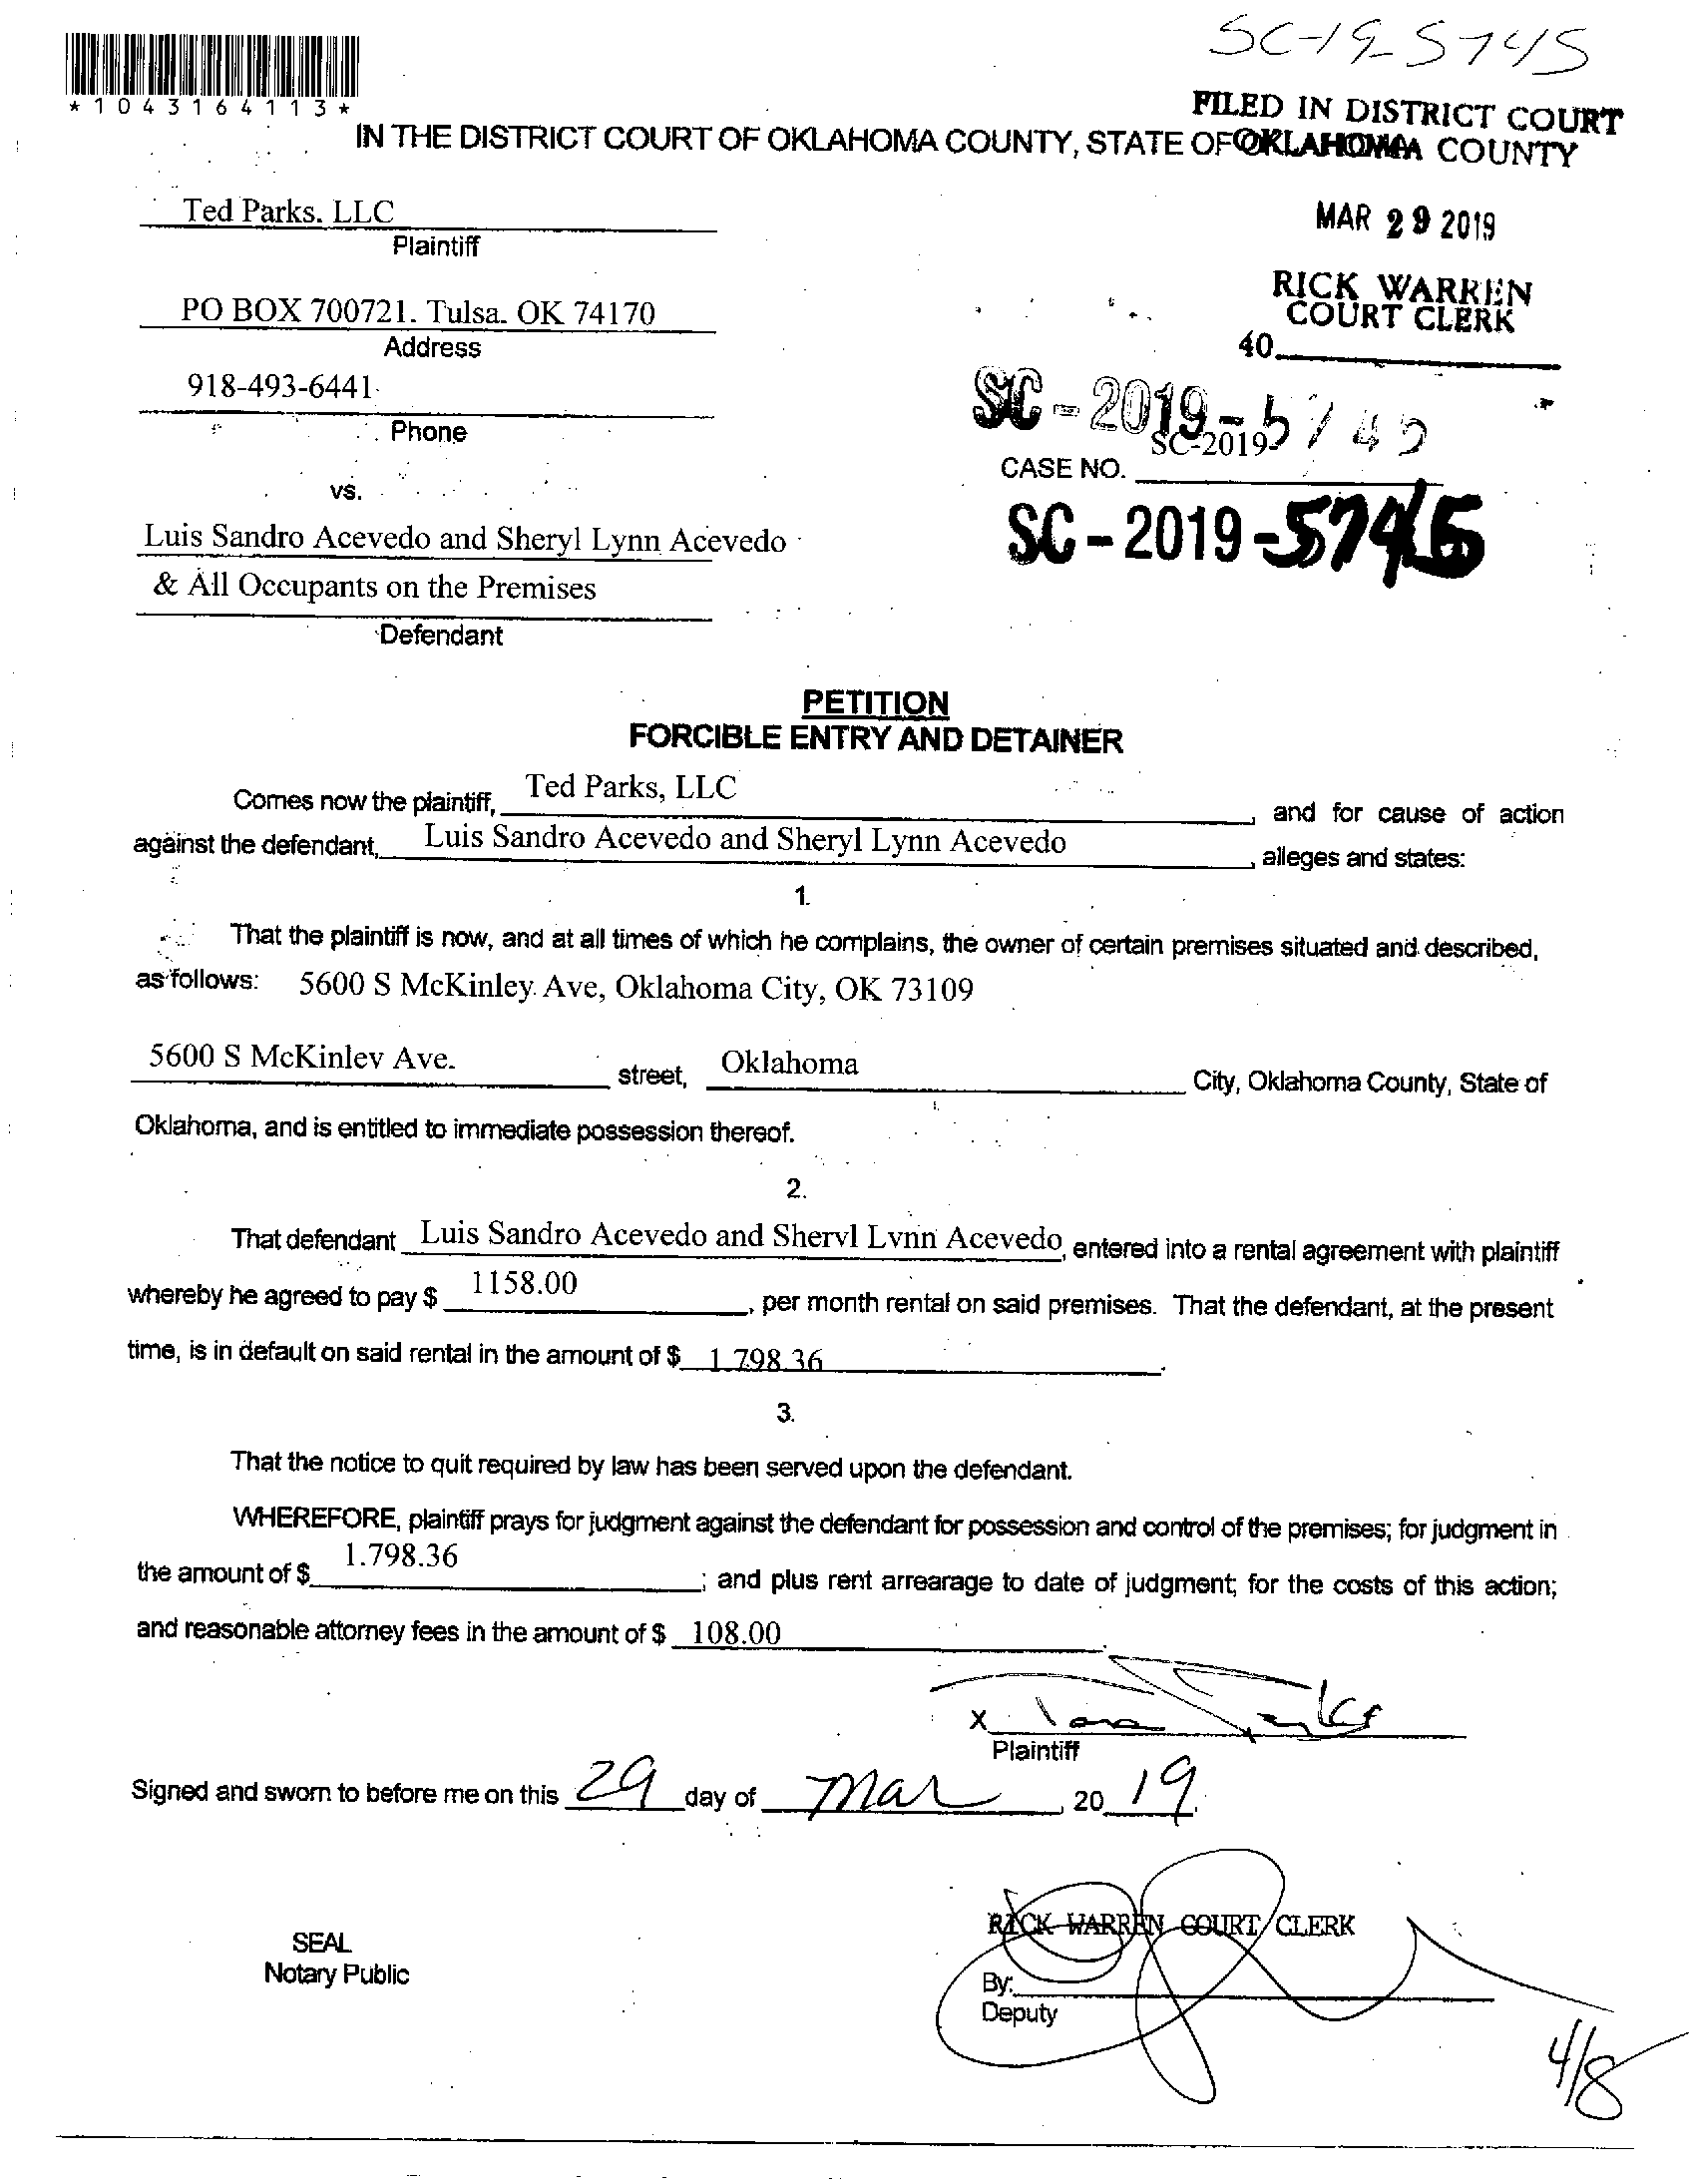 SC-19-5745
*1043164113*
FILED IN DISTRICT COURT
OKLAHOMA COUNTY
IN THE DISTRICT COURT OF OKLAHOMA COUNTY, STATE OF
Ted Parks. LLC
Plaintiff
MAR 29 2019
RICK WARREN
COURT CLERK
40
PO BOX 700721. Tulsa. OK 74170
Address
918-493-6441
Phone
SC-2019-5745
SC-2019-
CASE NO.
SC-2019-5745
vs.
Luis Sandro Acevedo and Sheryl Lynn Acevedo
& All Occupants on the Premises
Defendant
PETITION
FORCIBLE ENTRY AND DETAINER
Comes now the plaintiff, Ted Parks, LLC, and for cause of action
against the defendant, Luis Sandro Acevedo and Sheryl Lynn Acevedo, alleges and states:
1.
That the plaintiff is now, and at all times of which he complains, the owner of certain premises situated and described,
as follows: 5600 S McKinley Ave, Oklahoma City, OK 73109
5600 S McKinley Ave. street, Oklahoma City, Oklahoma County, State of
Oklahoma, and is entitled to immediate possession thereof.
2.
That defendant Luis Sandro Acevedo and Sheryl Lynn Acevedo, entered into a rental agreement with plaintiff
whereby he agreed to pay $ 1158.00, per month rental on said premises. That the defendant, at the present
time, is in default on said rental in the amount of $ 1.798.36.
3.
That the notice to quit required by law has been served upon the defendant.
WHEREFORE, plaintiff prays for judgment against the defendant for possession and control of the premises; for judgment in
the amount of $ 1.798.36; and plus rent arrearage to date of judgment; for the costs of this action;
and reasonable attorney fees in the amount of $ 108.00
X
Plaintiff
Signed and sworn to before me on this 29 day of Mar, 20 19.
RICK WARREN COURT CLERK
SEAL
Notary Public
By:
Deputy
4/8